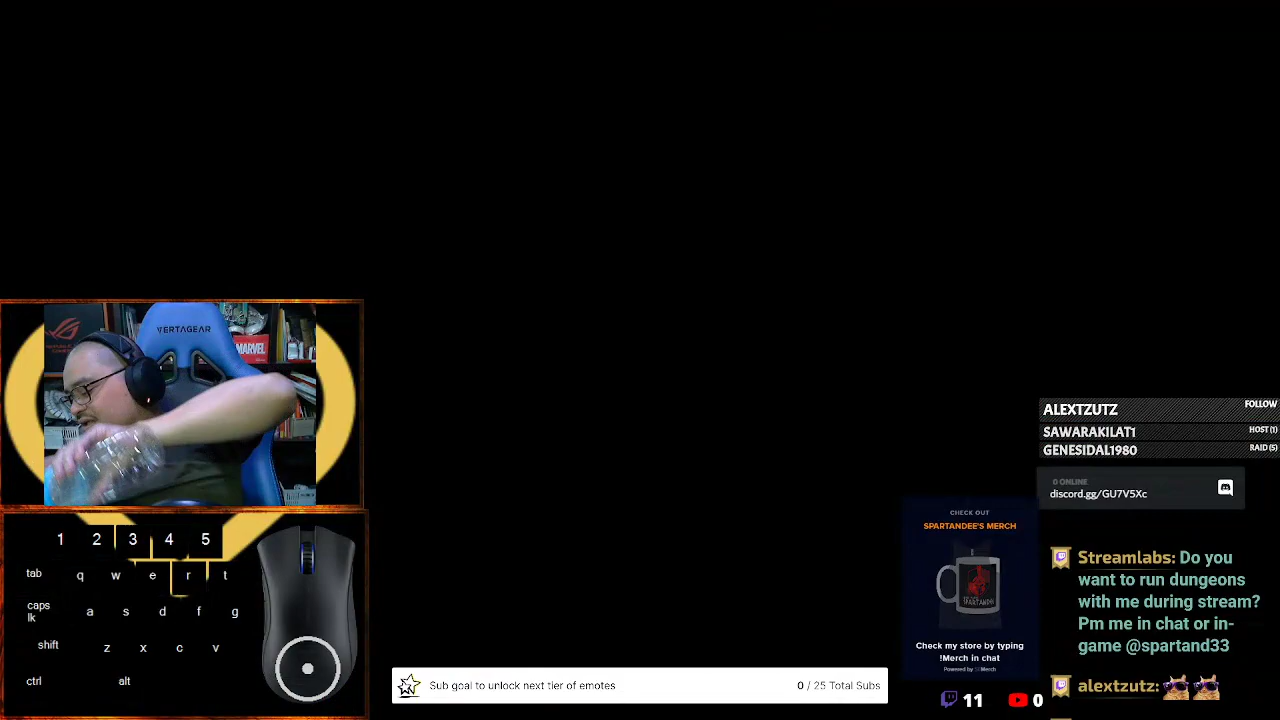 VERTAGEAR
MARVEL
1 2 3 4 5
tab q w e r t
caps
lk a s d f g
shift z x c v
ctrl alt
Sub goal to unlock next tier of emotes 0 / 25 Total Subs
ALEXTZUTZ FOLLOW
SAWARAKILAT1 HOST (1)
GENESIDAL1980 RAID (5)
0 ONLINE
discord.gg/GU7V5Xc
CHECK OUT
SPARTANDEE'S MERCH
Check my store by typing
!Merch in chat
Powered by Merch
11 0
Streamlabs: Do you
want to run dungeons
with me during stream?
Pm me in chat or in-
game @spartand33
alextzutz: